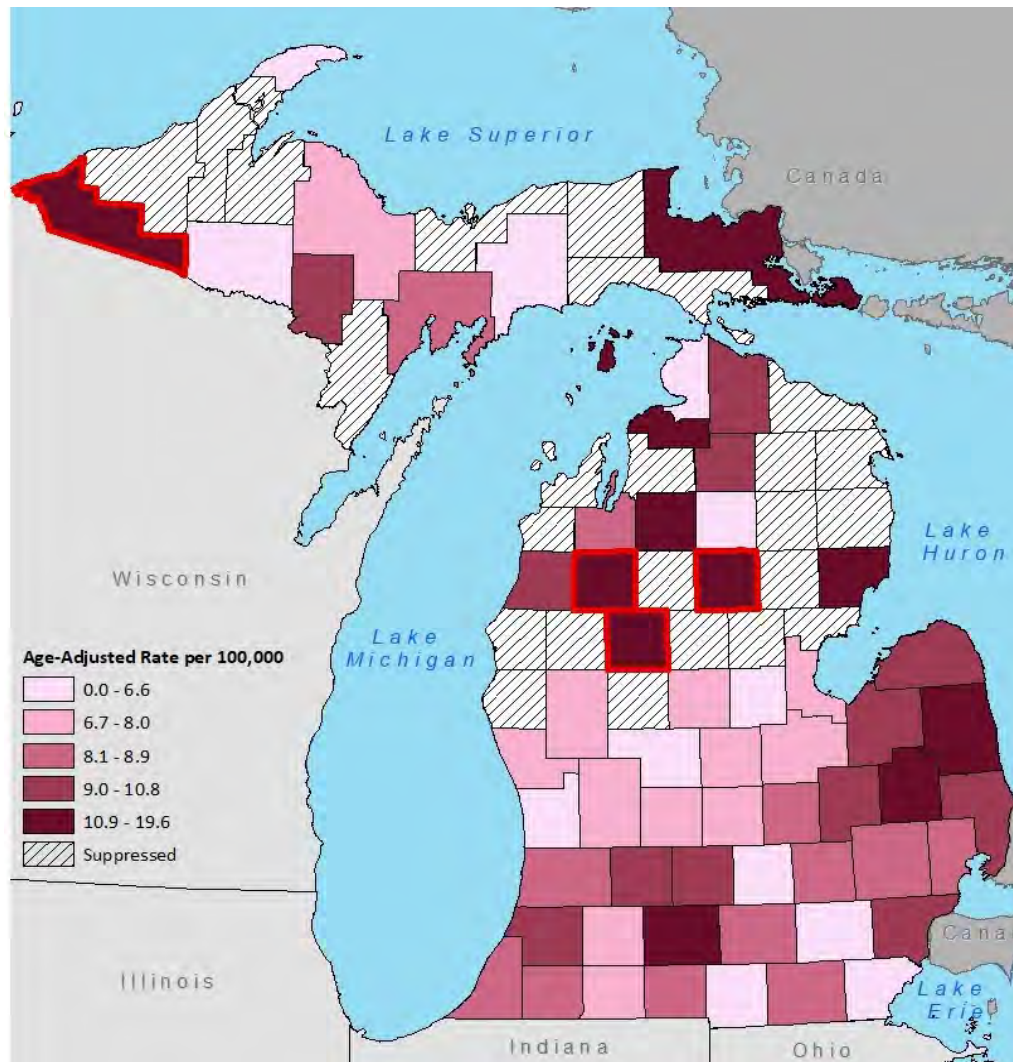 Lake Superior
Canada
Wisconsin
Lake
Michigan
Lake
Huron
Age-Adjusted Rate per 100,000
0.0 - 6.6
6.7 - 8.0
8.1 - 8.9
9.0 - 10.8
10.9 - 19.6
Suppressed
Illinois
Cana
Lake
Erie
Indiana
Ohio